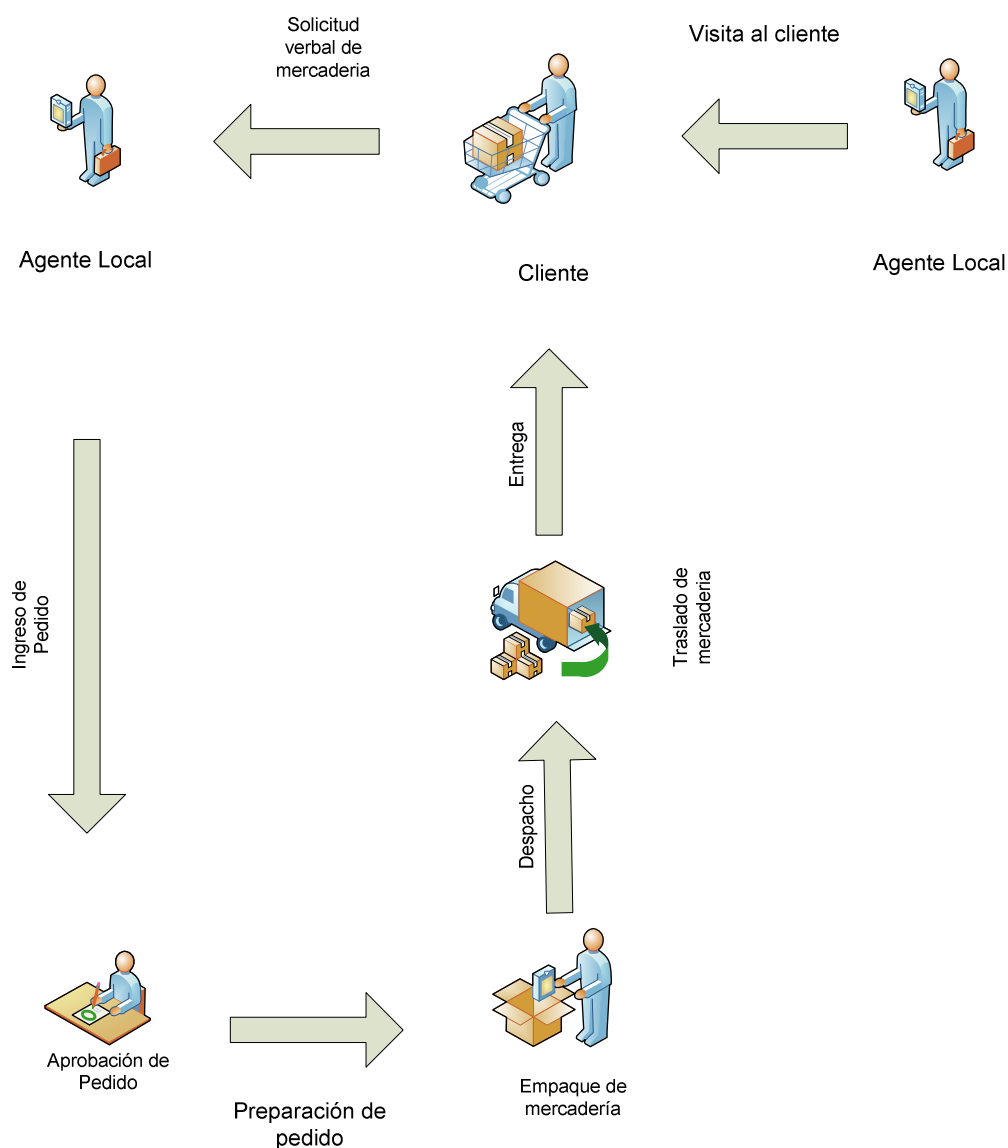 Solicitud
verbal de
mercaderia
Visita al cliente
Agente Local
Cliente
Agente Local
Entrega
Ingreso de
Pedido
Traslado de
mercaderia
Despacho
Aprobación de
Pedido
Empaque de
mercadería
Preparación de
pedido